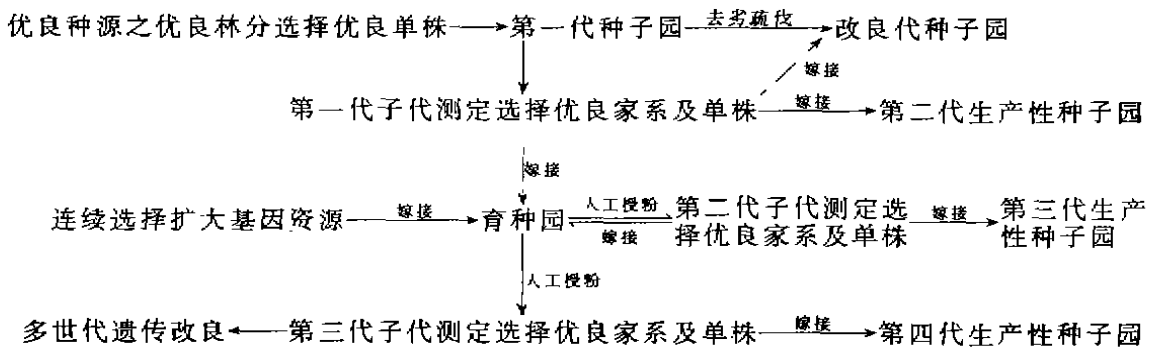 优良种源之优良林分选择优良单株 第一代种子园 去劣疏伐 改良代种子园
嫁接
第一代子代测定选择优良家系及单株 嫁接 第二代生产性种子园
嫁接
连续选择扩大基因资源 嫁接 育种园 人工授粉 嫁接 第二代子代测定选 嫁接 第三代生产
择优良家系及单株 性种子园
人工授粉
多世代遗传改良 第三代子代测定选择优良家系及单株 嫁接 第四代生产性种子园